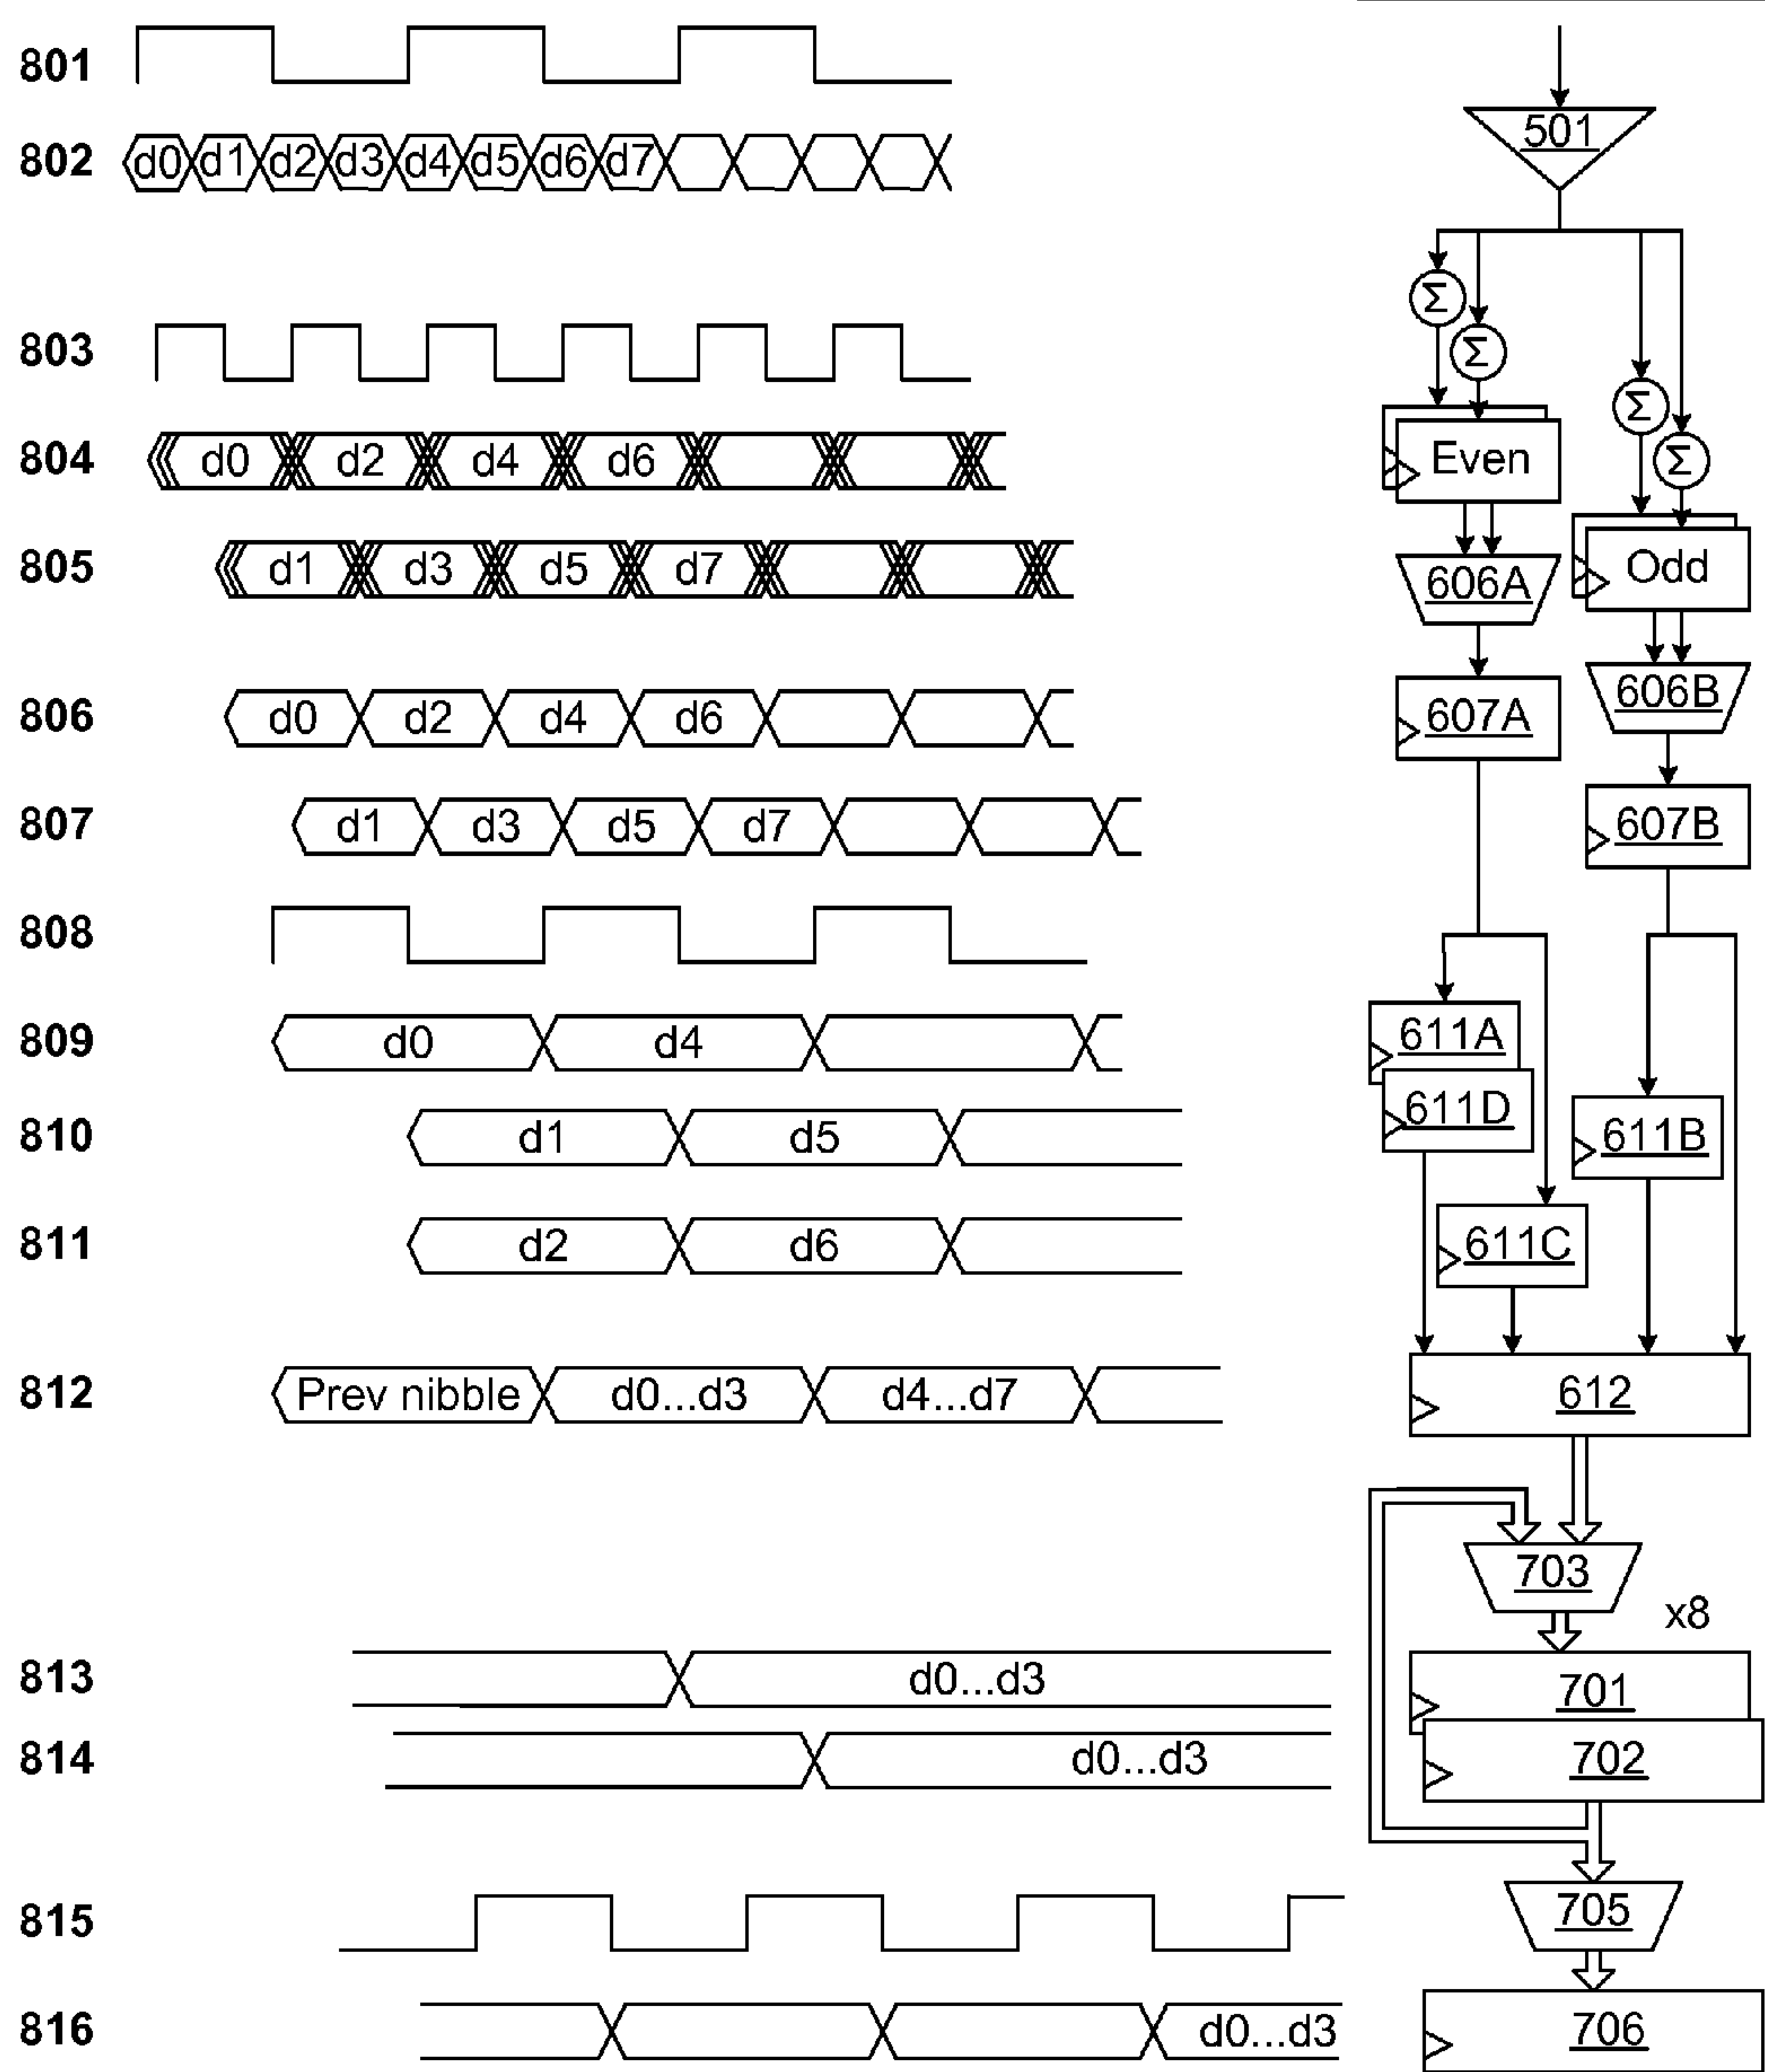 801
802 d0 d1 d2 d3 d4 d5 d6 d7
803
804 d0 d2 d4 d6
805 d1 d3 d5 d7
806 d0 d2 d4 d6
807 d1 d3 d5 d7
808
809 d0 d4
810 d1 d5
811 d2 d6
812 Prev nibble d0...d3 d4...d7
813 d0...d3
814 d0...d3
815
816 d0...d3
501
Σ
Σ
Σ
Σ
Even
Odd
606A
606B
607A
607B
611A
611D
611B
611C
612
703
x8
701
702
705
706